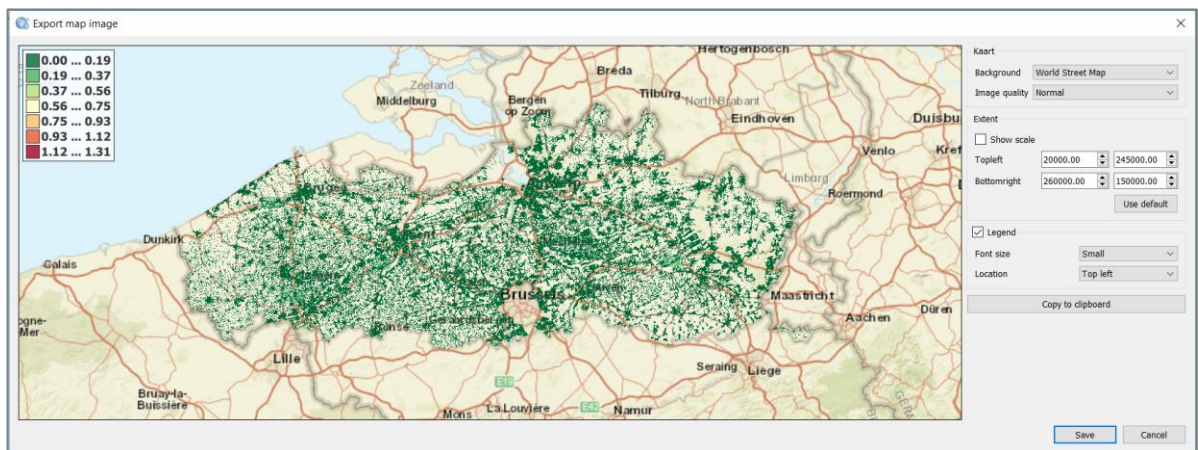 Export map image
0.00 ... 0.19
0.19 ... 0.37
0.37 ... 0.56
0.56 ... 0.75
0.75 ... 0.93
0.93 ... 1.12
1.12 ... 1.31
Hertogenbosch
Breda
Zeeland
Tilburg
North Brabant
Middelburg
Bergen
op Zoom
Eindhoven
Duisbu
Venlo
Kref
Limburg
Roermond
Bruges
Dunkirk
Calais
Brussels
Maastricht
Aachen
Düren
ogne-
Mer
Lille
Seraing
Liège
E19
Bruay-la-
Buissière
Mons
La Louvière
E42
Namur
Kaart
Background
World Street Map
Image quality
Normal
Extent
Show scale
Topleft
20000.00
245000.00
Bottomright
260000.00
150000.00
Use default
Legend
Font size
Small
Location
Top left
Copy to clipboard
Save
Cancel